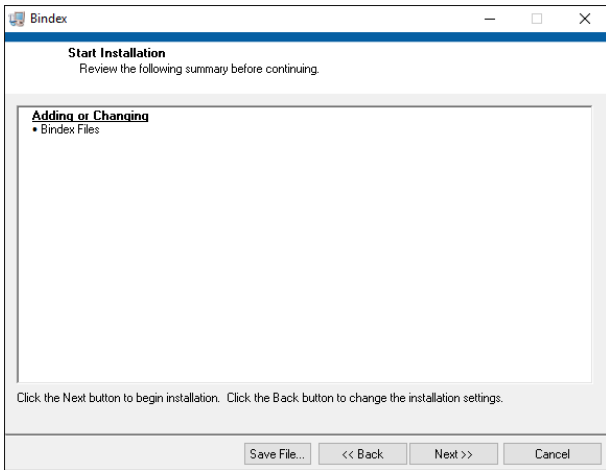 Bindex
Start Installation
Review the following summary before continuing.
Adding or Changing
• Bindex Files
Click the Next button to begin installation.  Click the Back button to change the installation settings.
Save File... << Back Next >> Cancel